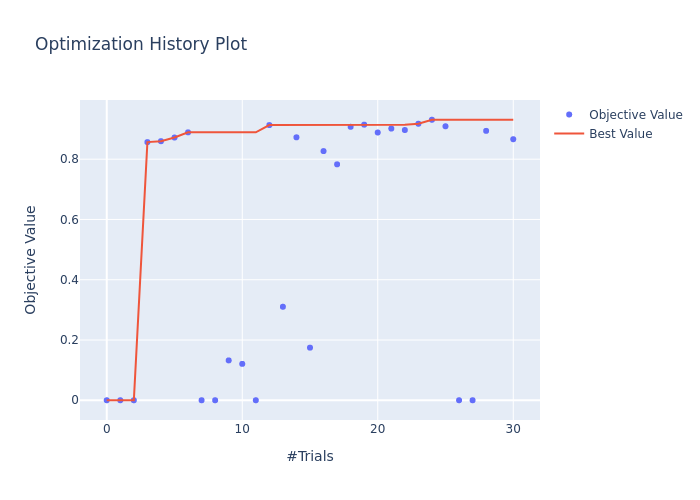 Optimization History Plot
Objective Value
Best Value
0.8
0.6
0.4
0.2
0
Objective Value
0
10
20
30
#Trials